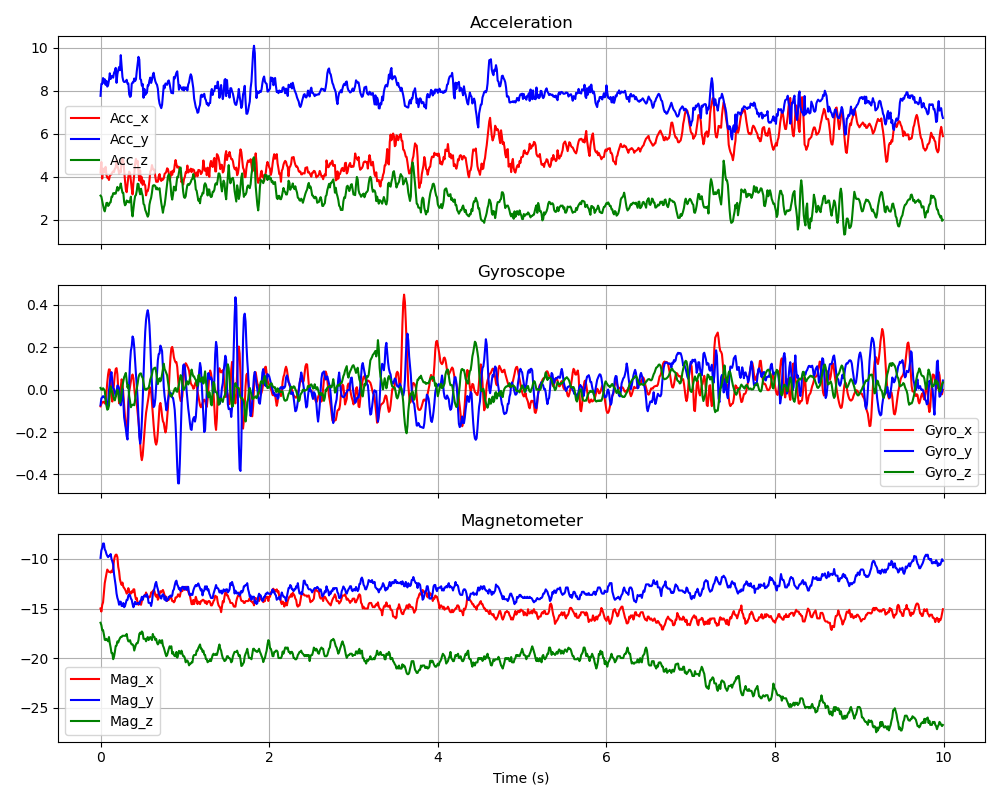 Acceleration
10
8
6
4
2
Acc_x
Acc_y
Acc_z
Gyroscope
0.4
0.2
0.0
−0.2
−0.4
Gyro_x
Gyro_y
Gyro_z
Magnetometer
−10
−15
−20
−25
Mag_x
Mag_y
Mag_z
0 2 4 6 8 10
Time (s)